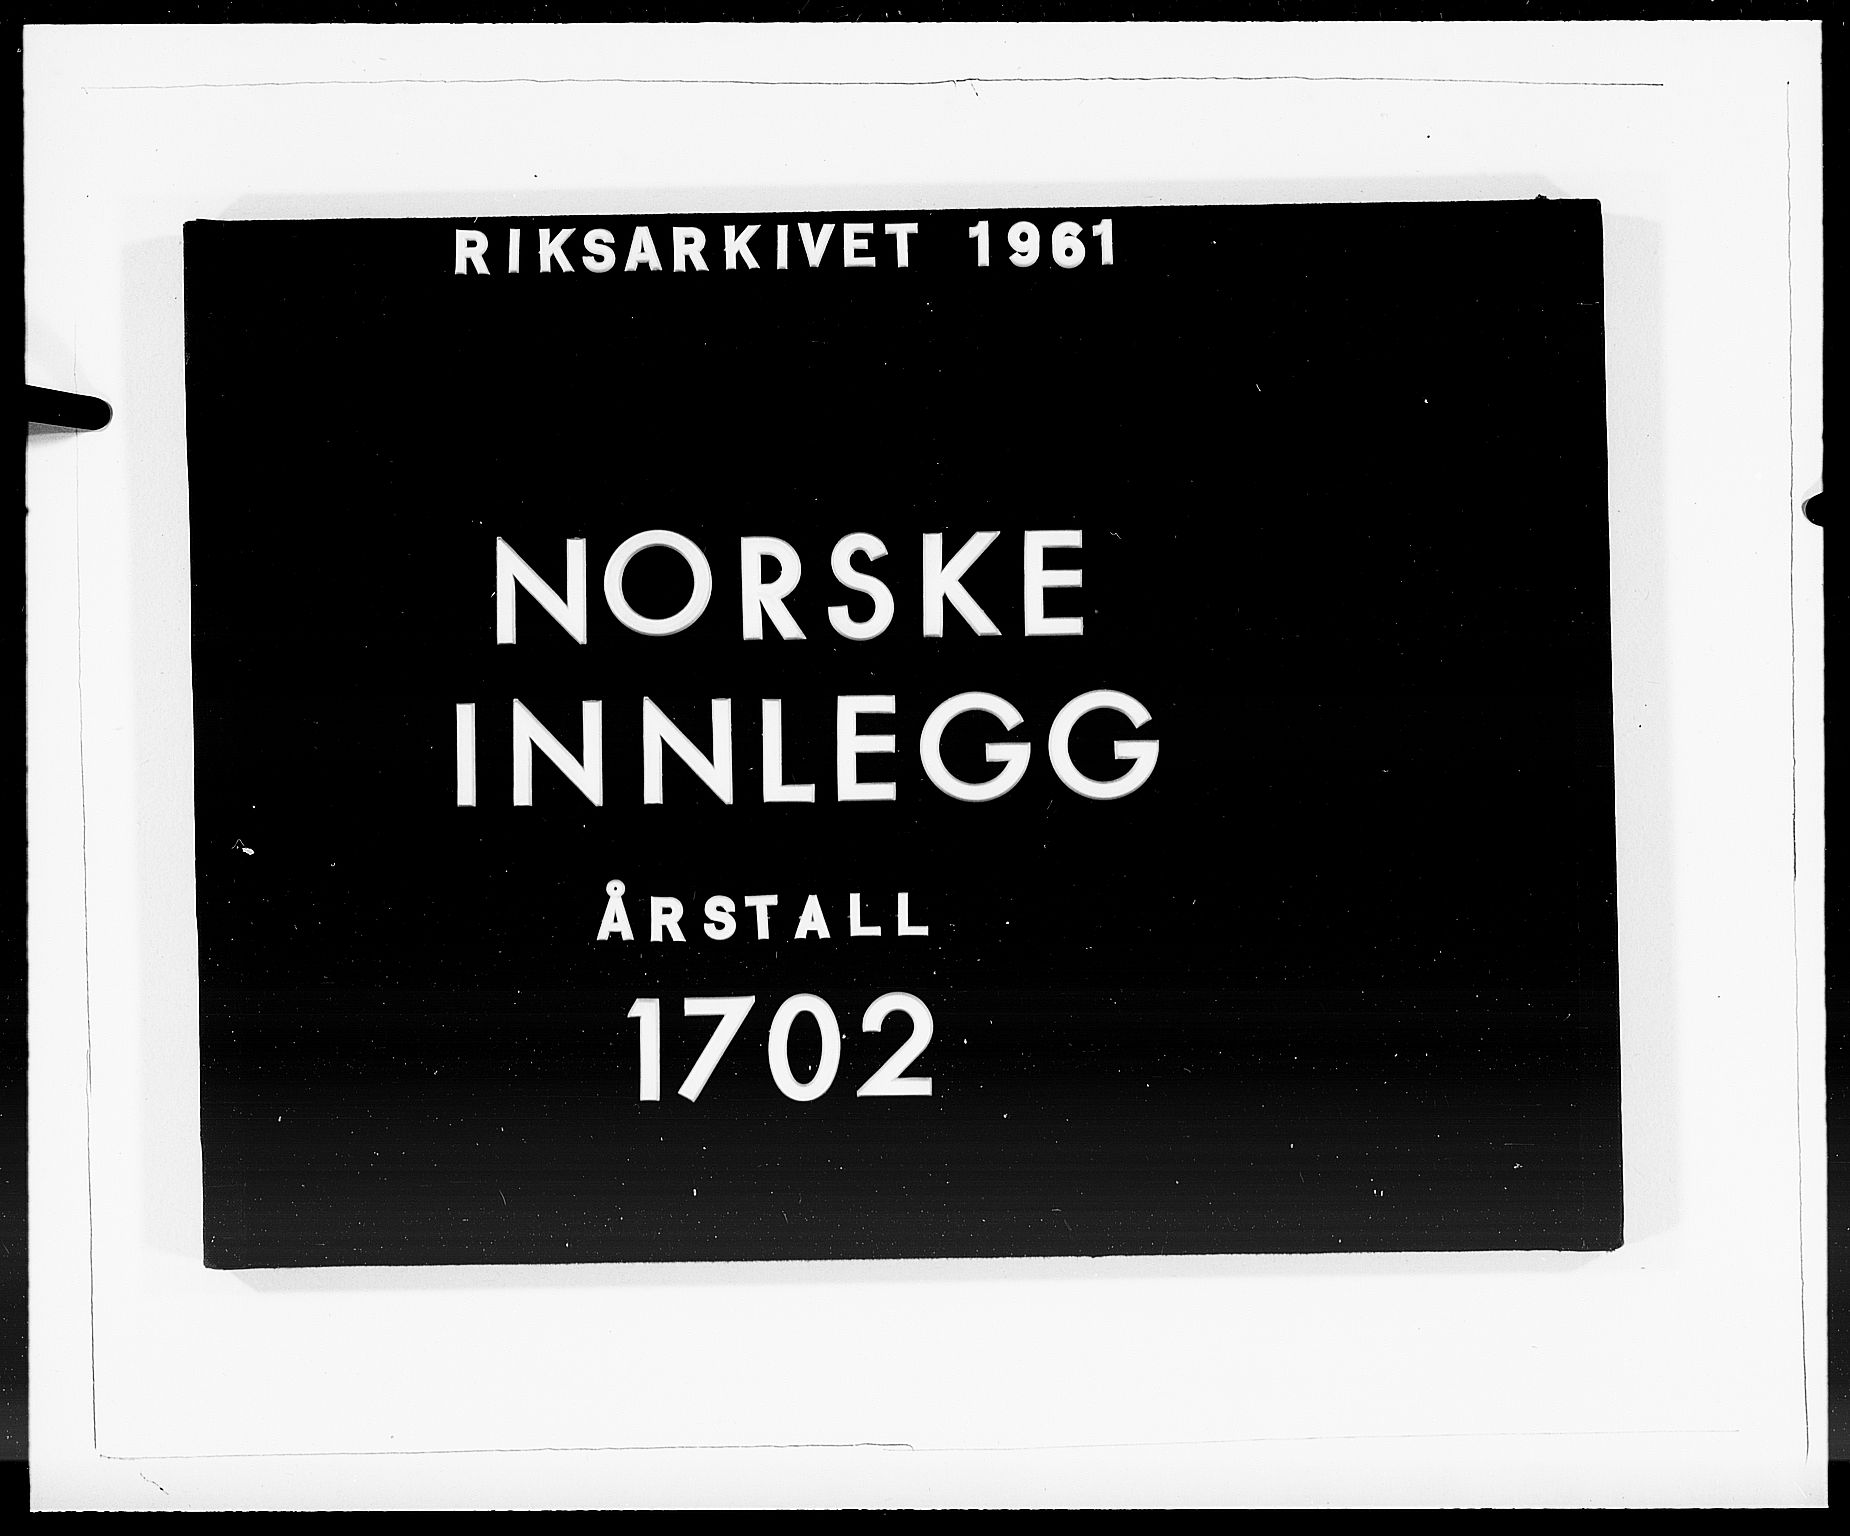 RIKSARKIVET 1961
NORSKE
INNLEGG
ÅRSTALL
1702